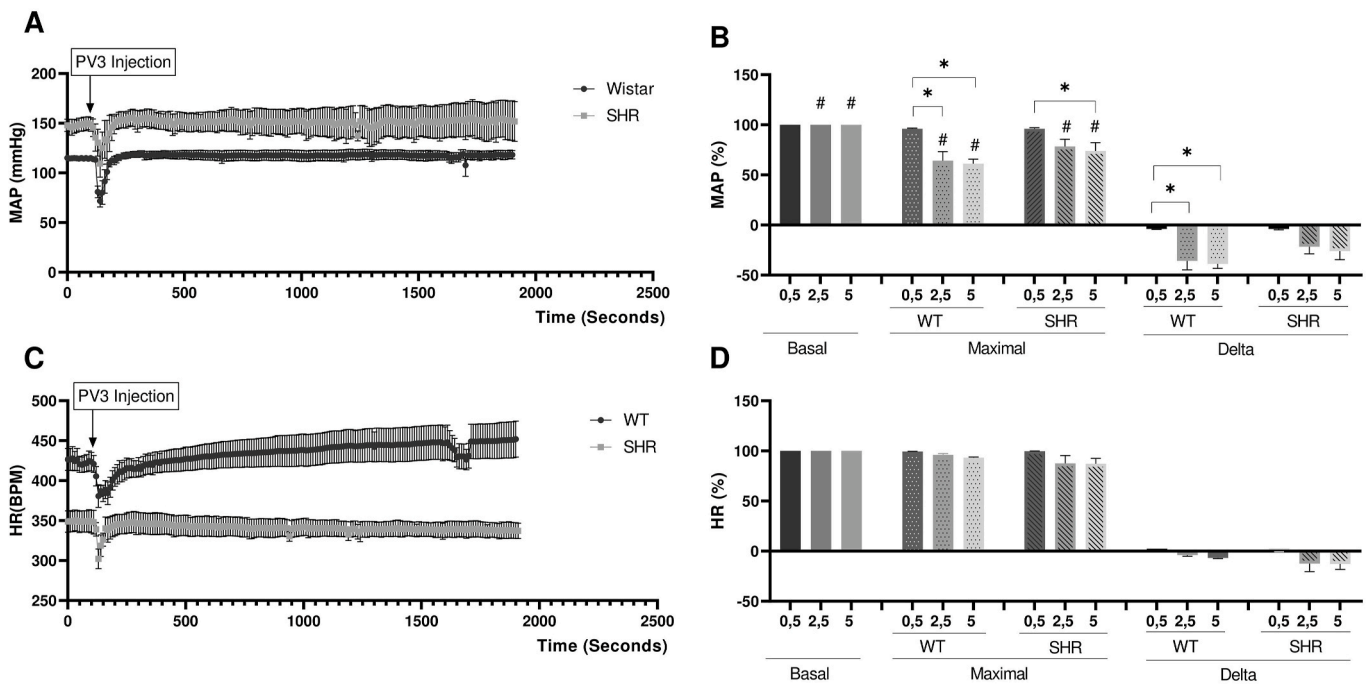 A
PV3 Injection
200
150
100
50
0
MAP (mmHg)
0 500 1000 1500 2000 2500
Time (Seconds)
Wistar
SHR
B
150
100
50
0
-50
MAP (%)
# #
* * # #
* # #
* *
0,5 2,5 5 0,5 2,5 5 0,5 2,5 5 0,5 2,5 5 0,5 2,5 5
WT SHR WT SHR
Basal Maximal Delta
C
PV3 Injection
500
450
400
350
300
250
HR(BPM)
0 500 1000 1500 2000 2500
Time (Seconds)
WT
SHR
D
150
100
50
0
-50
HR (%)
0,5 2,5 5 0,5 2,5 5 0,5 2,5 5 0,5 2,5 5 0,5 2,5 5
WT SHR WT SHR
Basal Maximal Delta